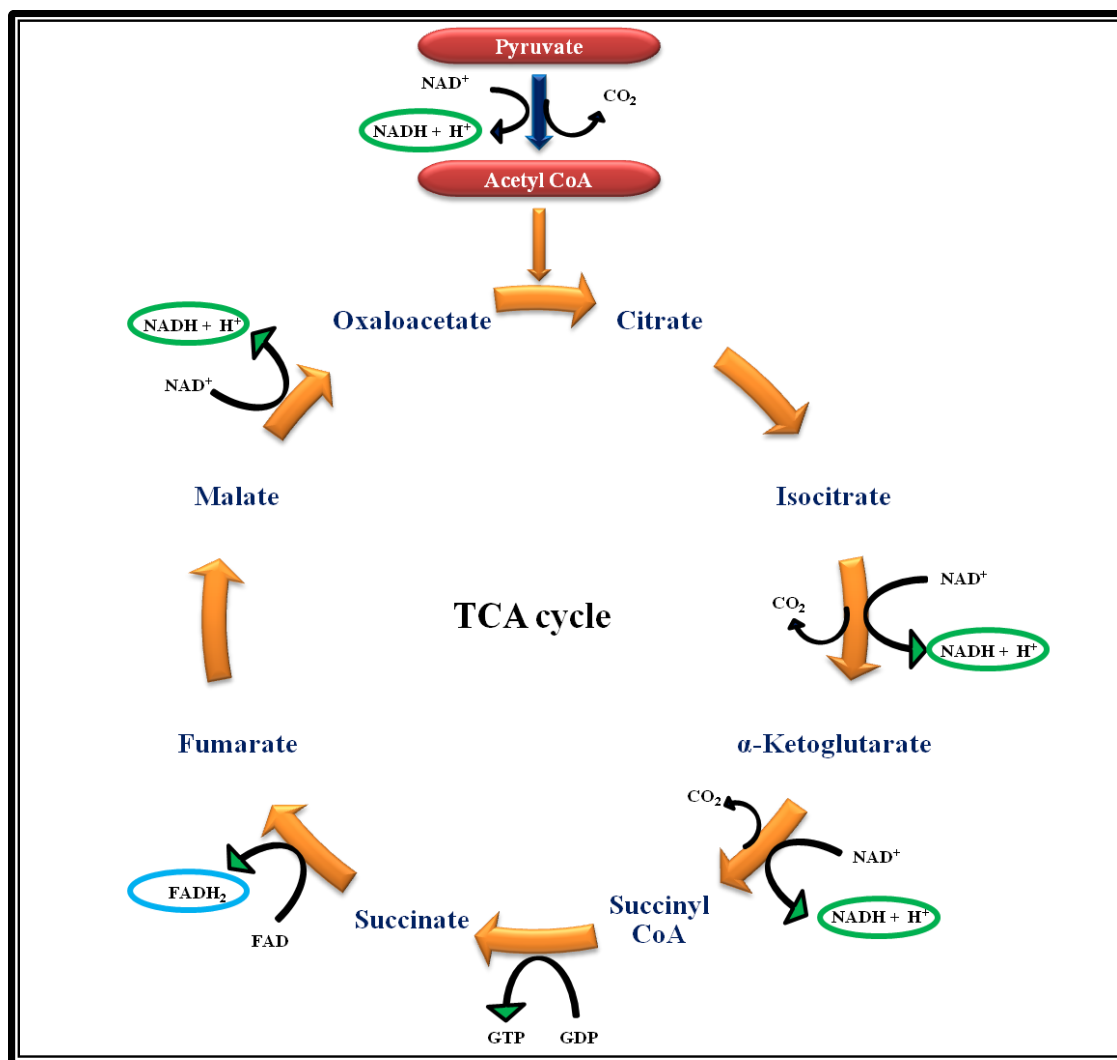 Pyruvate
NAD⁺
CO₂
NADH + H⁺
Acetyl CoA
NADH + H⁺
Oxaloacetate
Citrate
NAD⁺
Malate
Isocitrate
NAD⁺
CO₂
TCA cycle
NADH + H⁺
Fumarate
α-Ketoglutarate
CO₂
NAD⁺
FADH₂
Succinate
Succinyl
CoA
NADH + H⁺
FAD
GTP
GDP